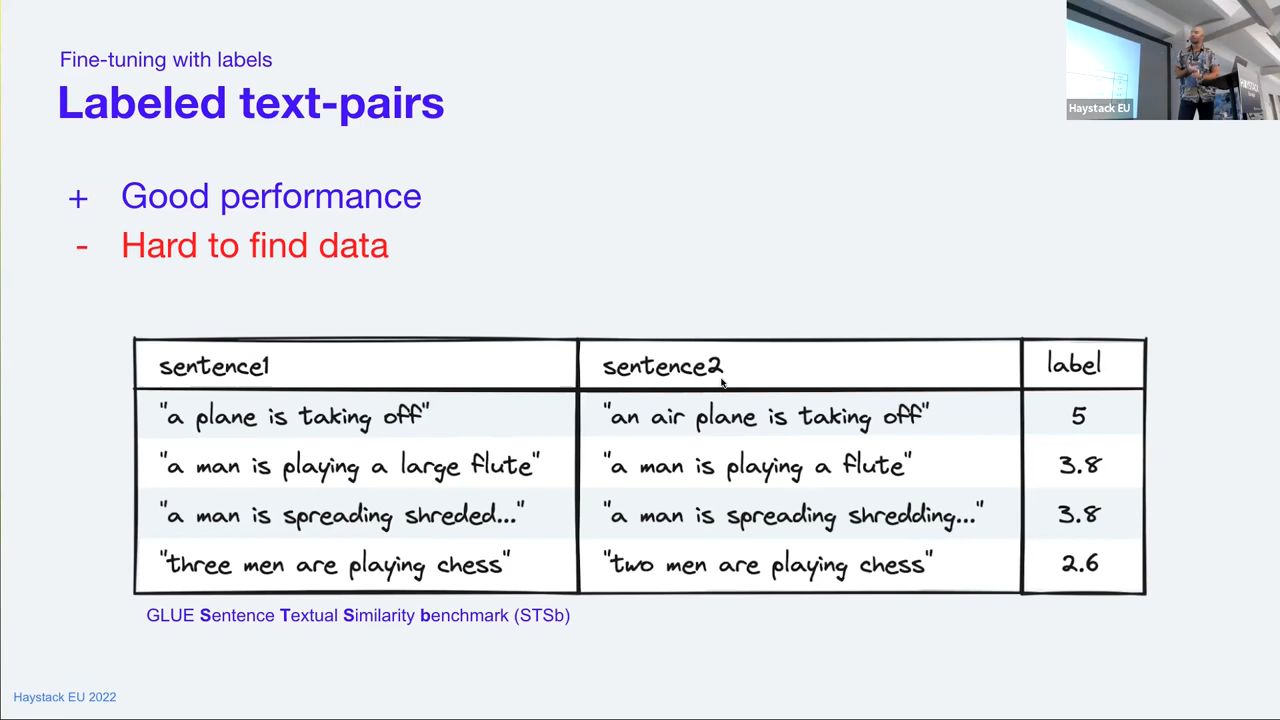 Fine-tuning with labels
Labeled text-pairs
+ Good performance
- Hard to find data
Haystack EU
sentence1 sentence2 label
"a plane is taking off" "an air plane is taking off" 5
"a man is playing a large flute" "a man is playing a flute" 3.8
"a man is spreading shreded..." "a man is spreading shredding..." 3.8
"three men are playing chess" "two men are playing chess" 2.6
GLUE Sentence Textual Similarity benchmark (STSb)
Haystack EU 2022